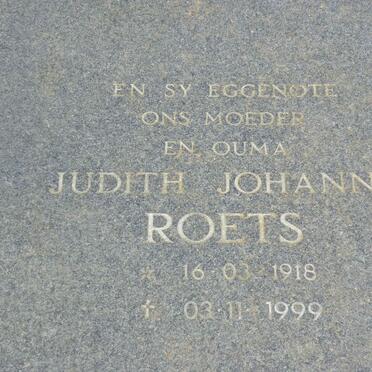 EN SY EGGENOTE
ONS MOEDER
EN OUMA
JUDITH JOHANN
ROETS
* 16·03·1918
† 03·11·1999